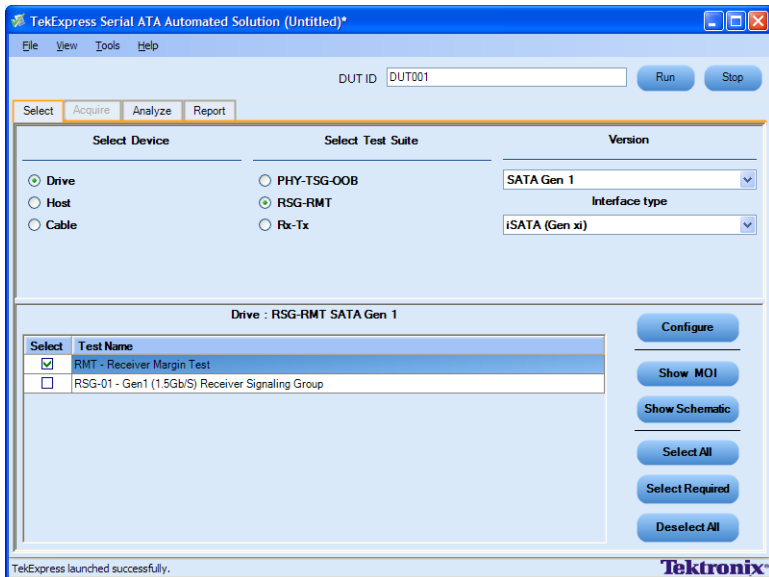 TekExpress Serial ATA Automated Solution (Untitled)*
File View Tools Help
DUT ID DUT001 Run Stop
Select Acquire Analyze Report
Select Device Select Test Suite Version
Drive PHY-TSG-OOB SATA Gen 1
Host RSG-RMT Interface type
Cable Rx-Tx iSATA (Gen xi)
Drive : RSG-RMT SATA Gen 1
Configure
Select Test Name
RMT - Receiver Margin Test
Show MOI
RSG-01 - Gen1 (1.5Gb/S) Receiver Signaling Group
Show Schematic
Select All
Select Required
Deselect All
TekExpress launched successfully.
Tektronix